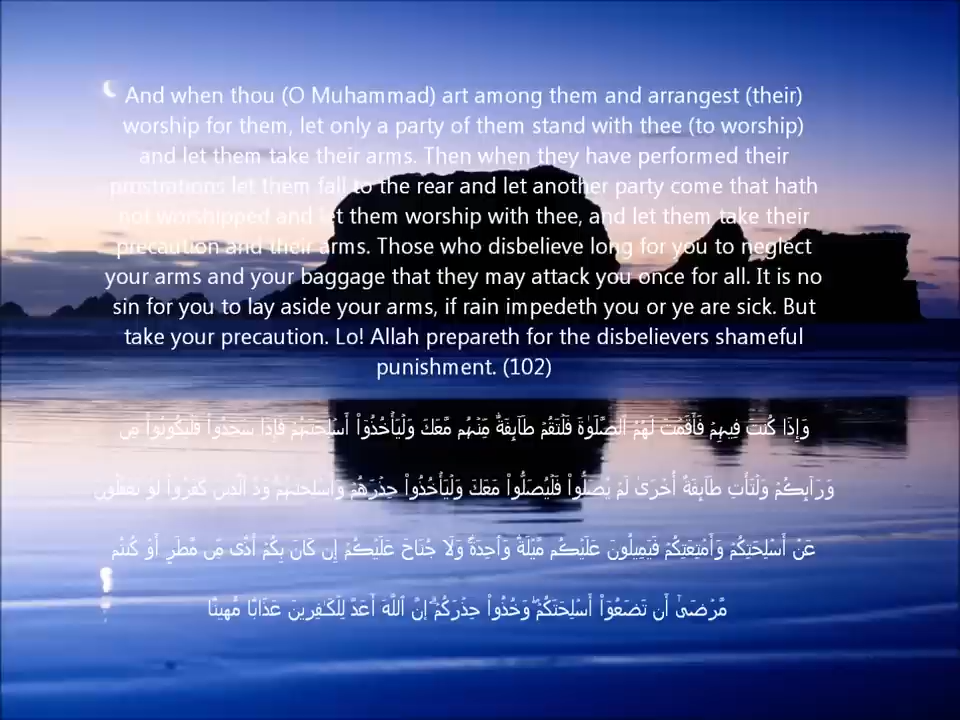 And when thou (O Muhammad) art among them and arrangest (their)
worship for them, let only a party of them stand with thee (to worship)
and let them take their arms. Then when they have performed their
prostrations let them fall to the rear and let another party come that hath
not worshipped and let them worship with thee, and let them take their
precaution and their arms. Those who disbelieve long for you to neglect
your arms and your baggage that they may attack you once for all. It is no
sin for you to lay aside your arms, if rain impedeth you or ye are sick. But
take your precaution. Lo! Allah prepareth for the disbelievers shameful
punishment. (102)
وَإِذَا كُنتَ فِيهِمْ فَأَقَمْتَ لَهُمُ ٱلصَّلَوٰةَ فَلْتَقُمْ طَآئِفَةٌۭ مِّنْهُم مَّعَكَ وَلْيَأْخُذُوٓا۟ أَسْلِحَتَهُمْ فَإِذَا سَجَدُوا۟ فَلْيَكُونُوا۟ مِن
وَرَآئِكُمْ وَلْتَأْتِ طَآئِفَةٌ أُخْرَىٰ لَمْ يُصَلُّوا۟ فَلْيُصَلُّوا۟ مَعَكَ وَلْيَأْخُذُوا۟ حِذْرَهُمْ وَأَسْلِحَتَهُمْ ۗ وَدَّ ٱلَّذِينَ كَفَرُوا۟ لَوْ تَغْفُلُونَ
عَنْ أَسْلِحَتِكُمْ وَأَمْتِعَتِكُمْ فَيَمِيلُونَ عَلَيْكُم مَّيْلَةًۭ وَٰحِدَةًۭ ۚ وَلَا جُنَاحَ عَلَيْكُمْ إِن كَانَ بِكُمْ أَذًۭى مِّن مَّطَرٍ أَوْ كُنتُم
مَّرْضَىٰٓ أَن تَضَعُوٓا۟ أَسْلِحَتَكُمْ ۖ وَخُذُوا۟ حِذْرَكُمْ ۗ إِنَّ ٱللَّهَ أَعَدَّ لِلْكَٰفِرِينَ عَذَابًۭا مُّهِينًۭا